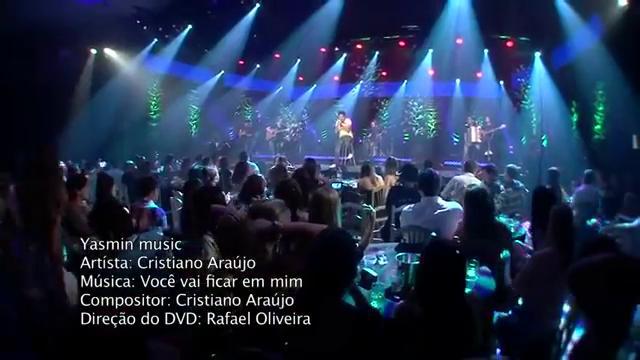 Yasmin music
Artísta: Cristiano Araújo
Música: Você vai ficar em mim
Compositor: Cristiano Araújo
Direção do DVD: Rafael Oliveira